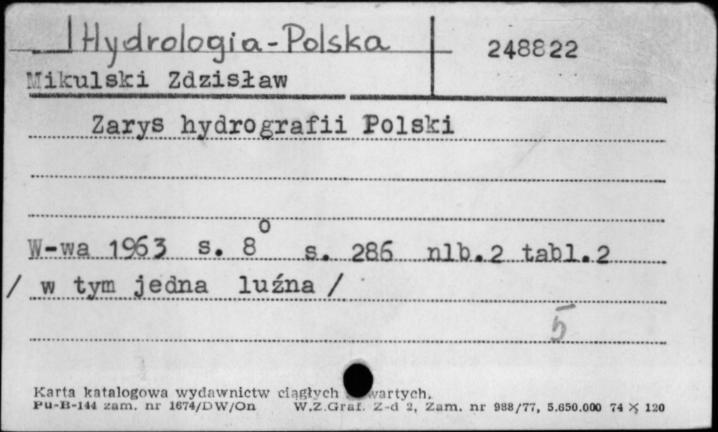 Hydrologia-Polska 248822
Mikulski Zdzisław
Zarys hydrografii Polski
W-wa 1963 s. 8° s. 286 nlb.2 tabl.2
/ w tym jedna luźna /
5
Karta katalogowa wydawnictw ciągłych wartych.
Pu-B-144 zam. nr 1674/DW/On W.Z.Graf. Z-d 2, Zam. nr 988/77, 5.650.000 74 × 120